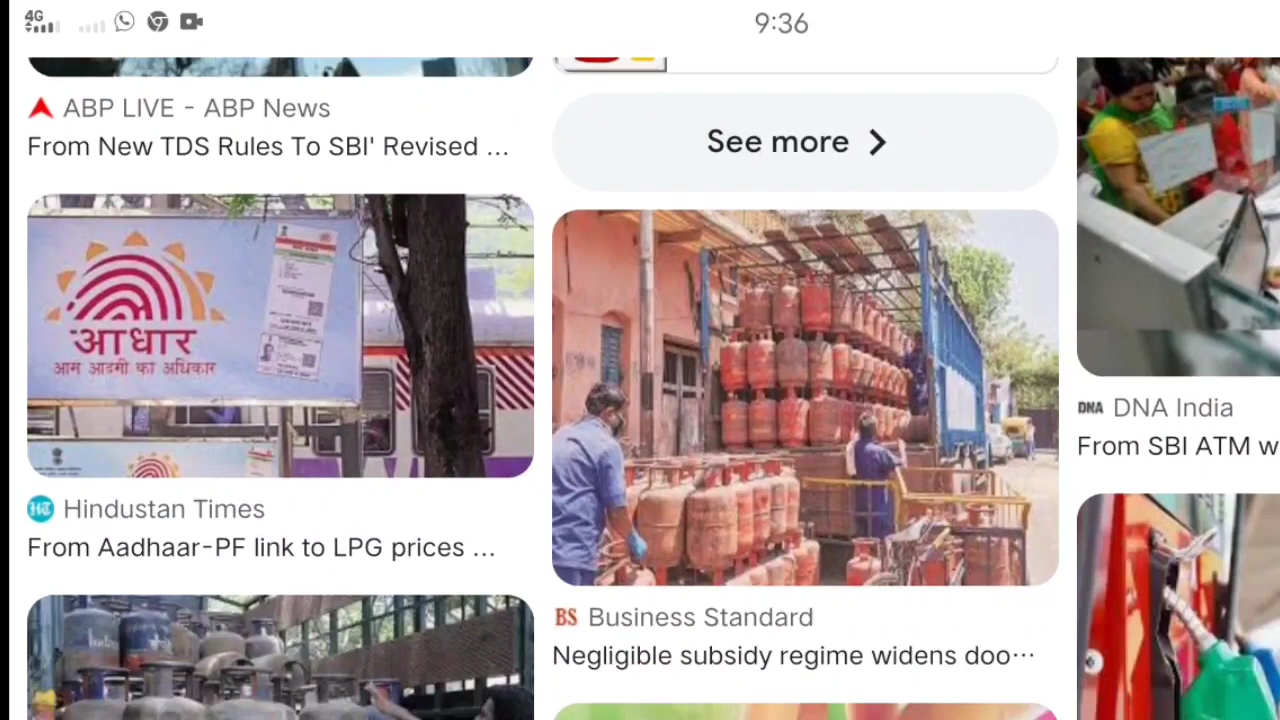 4G
9:36
ABP LIVE - ABP News
From New TDS Rules To SBI' Revised ...
See more
आधार
आम आदमी का अधिकार
Hindustan Times
From Aadhaar-PF link to LPG prices ...
BS Business Standard
Negligible subsidy regime widens doo...
DNA DNA India
From SBI ATM w